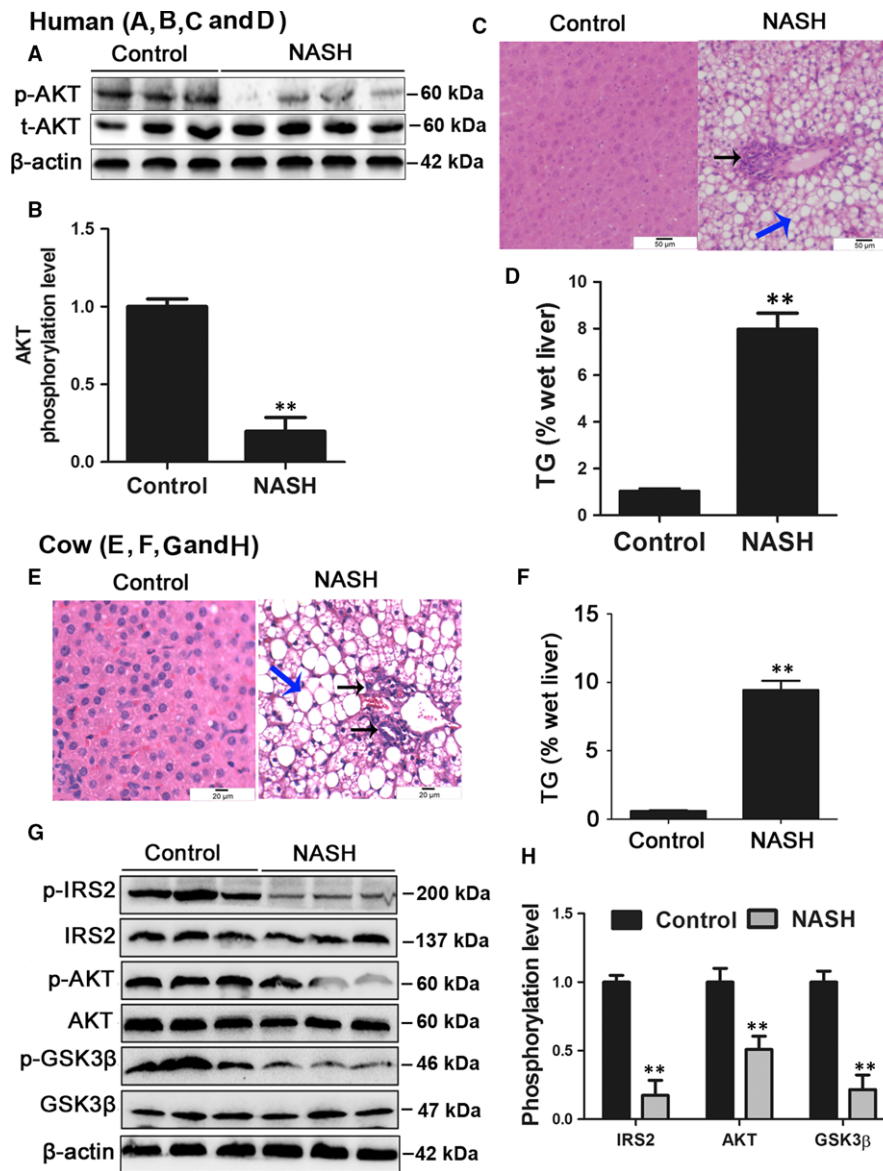 Human (A, B,C and D)
A
Control NASH
p-AKT – 60 kDa
t-AKT – 60 kDa
β-actin – 42 kDa
B
AKT
phosphorylation level
1.5
1.0
0.5
0.0
**
Control NASH
C
Control NASH
50 µm 50 µm
D
TG (% wet liver)
10
8
6
4
2
0
**
Control NASH
Cow (E, F, GandH)
E
Control NASH
20 µm 20 µm
F
TG (% wet liver)
15
10
5
0
**
Control NASH
G
Control NASH
p-IRS2 – 200 kDa
IRS2 – 137 kDa
p-AKT – 60 kDa
AKT – 60 kDa
p-GSK3β – 46 kDa
GSK3β – 47 kDa
β-actin – 42 kDa
H
Phosphorylation level
1.5
1.0
0.5
0.0
Control NASH
** ** **
IRS2 AKT GSK3β